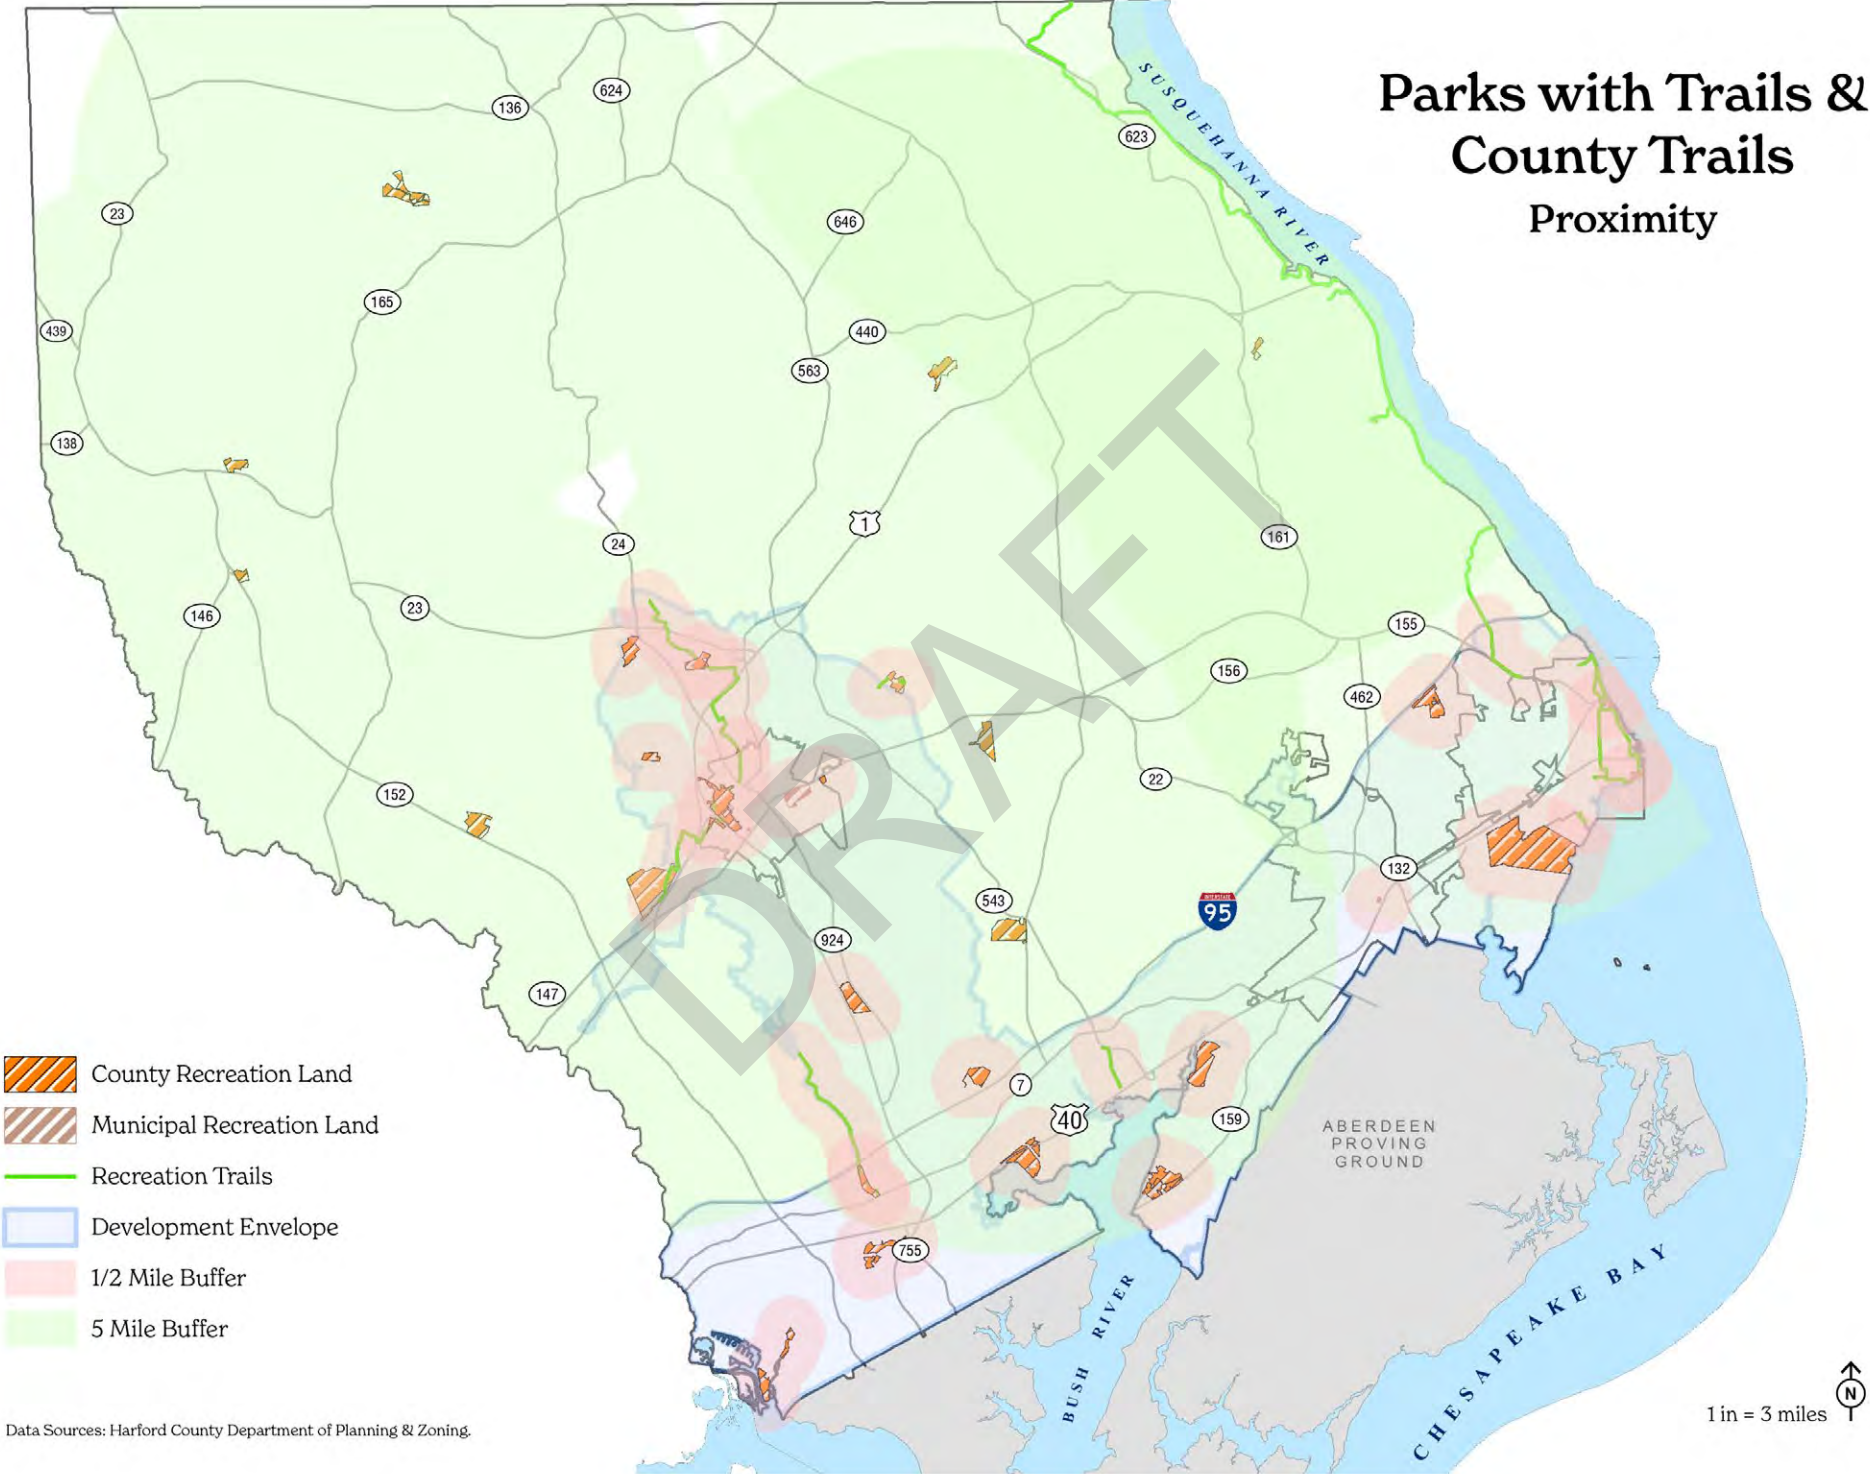 Parks with Trails &
County Trails
Proximity
SUSQUEHANNA RIVER
624
136
623
23
646
165
439
440
563
138
1
161
24
146
23
155
156
462
152
22
132
543
INTERSTATE
95
924
147
7
40
159
755
ABERDEEN
PROVING
GROUND
DRAFT
BUSH RIVER
CHESAPEAKE BAY
County Recreation Land
Municipal Recreation Land
Recreation Trails
Development Envelope
1/2 Mile Buffer
5 Mile Buffer
Data Sources: Harford County Department of Planning & Zoning.
1 in = 3 miles
N